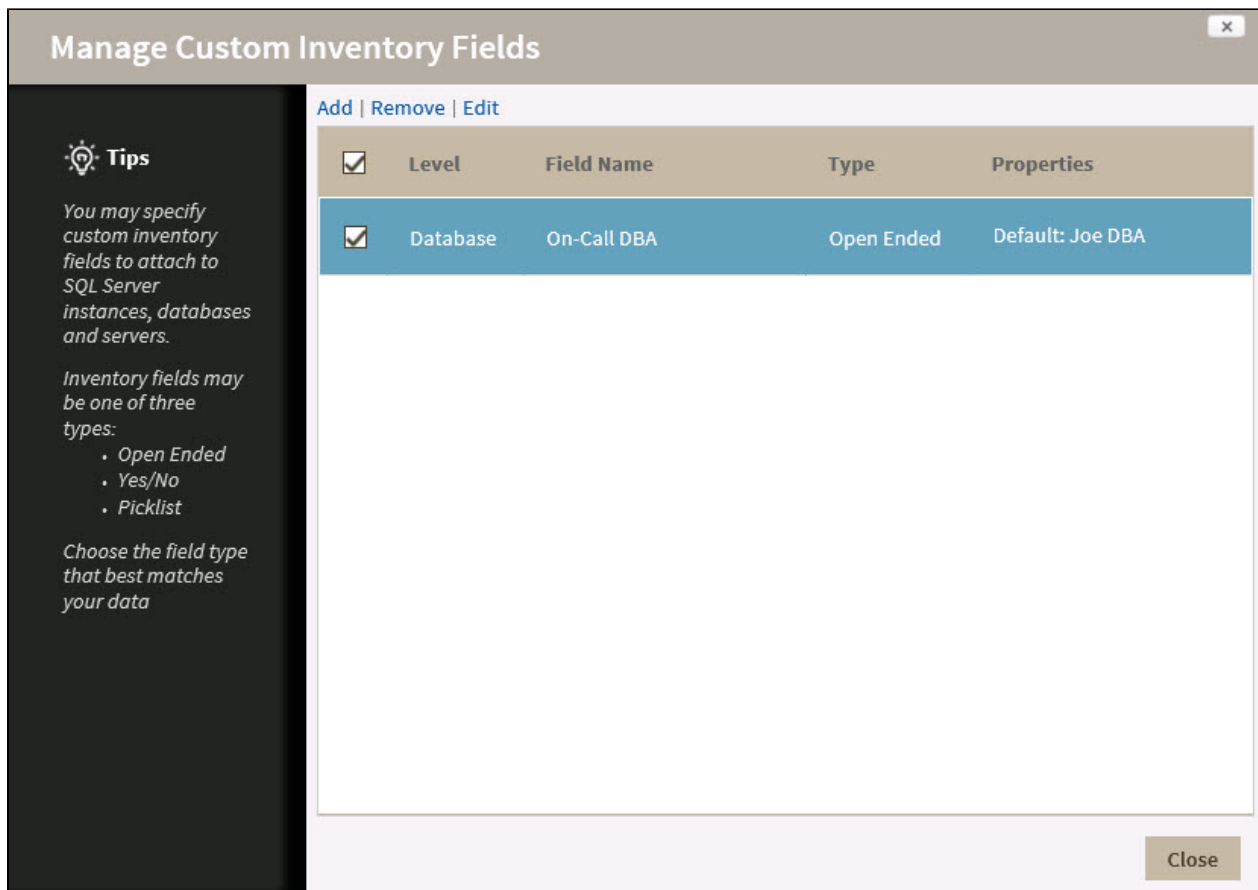 Manage Custom Inventory Fields
×
Tips
You may specify
custom inventory
fields to attach to
SQL Server
instances, databases
and servers.
Inventory fields may
be one of three
types:
• Open Ended
• Yes/No
• Picklist
Choose the field type
that best matches
your data
Add | Remove | Edit
Level Field Name Type Properties
Database On-Call DBA Open Ended Default: Joe DBA
Close